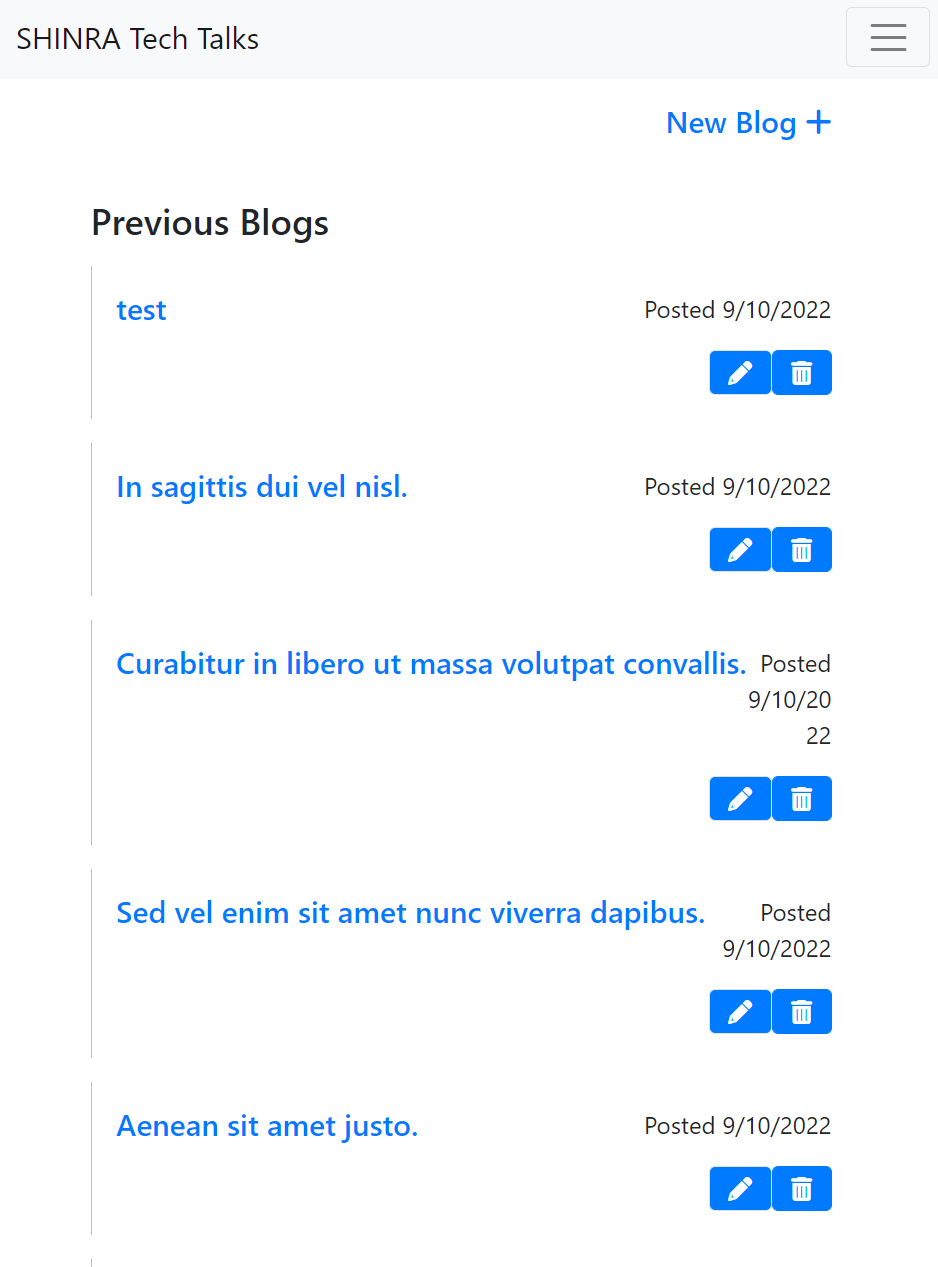 SHINRA Tech Talks
New Blog +
Previous Blogs
test
Posted 9/10/2022
In sagittis dui vel nisl.
Posted 9/10/2022
Curabitur in libero ut massa volutpat convallis.
Posted
9/10/20
22
Sed vel enim sit amet nunc viverra dapibus.
Posted
9/10/2022
Aenean sit amet justo.
Posted 9/10/2022